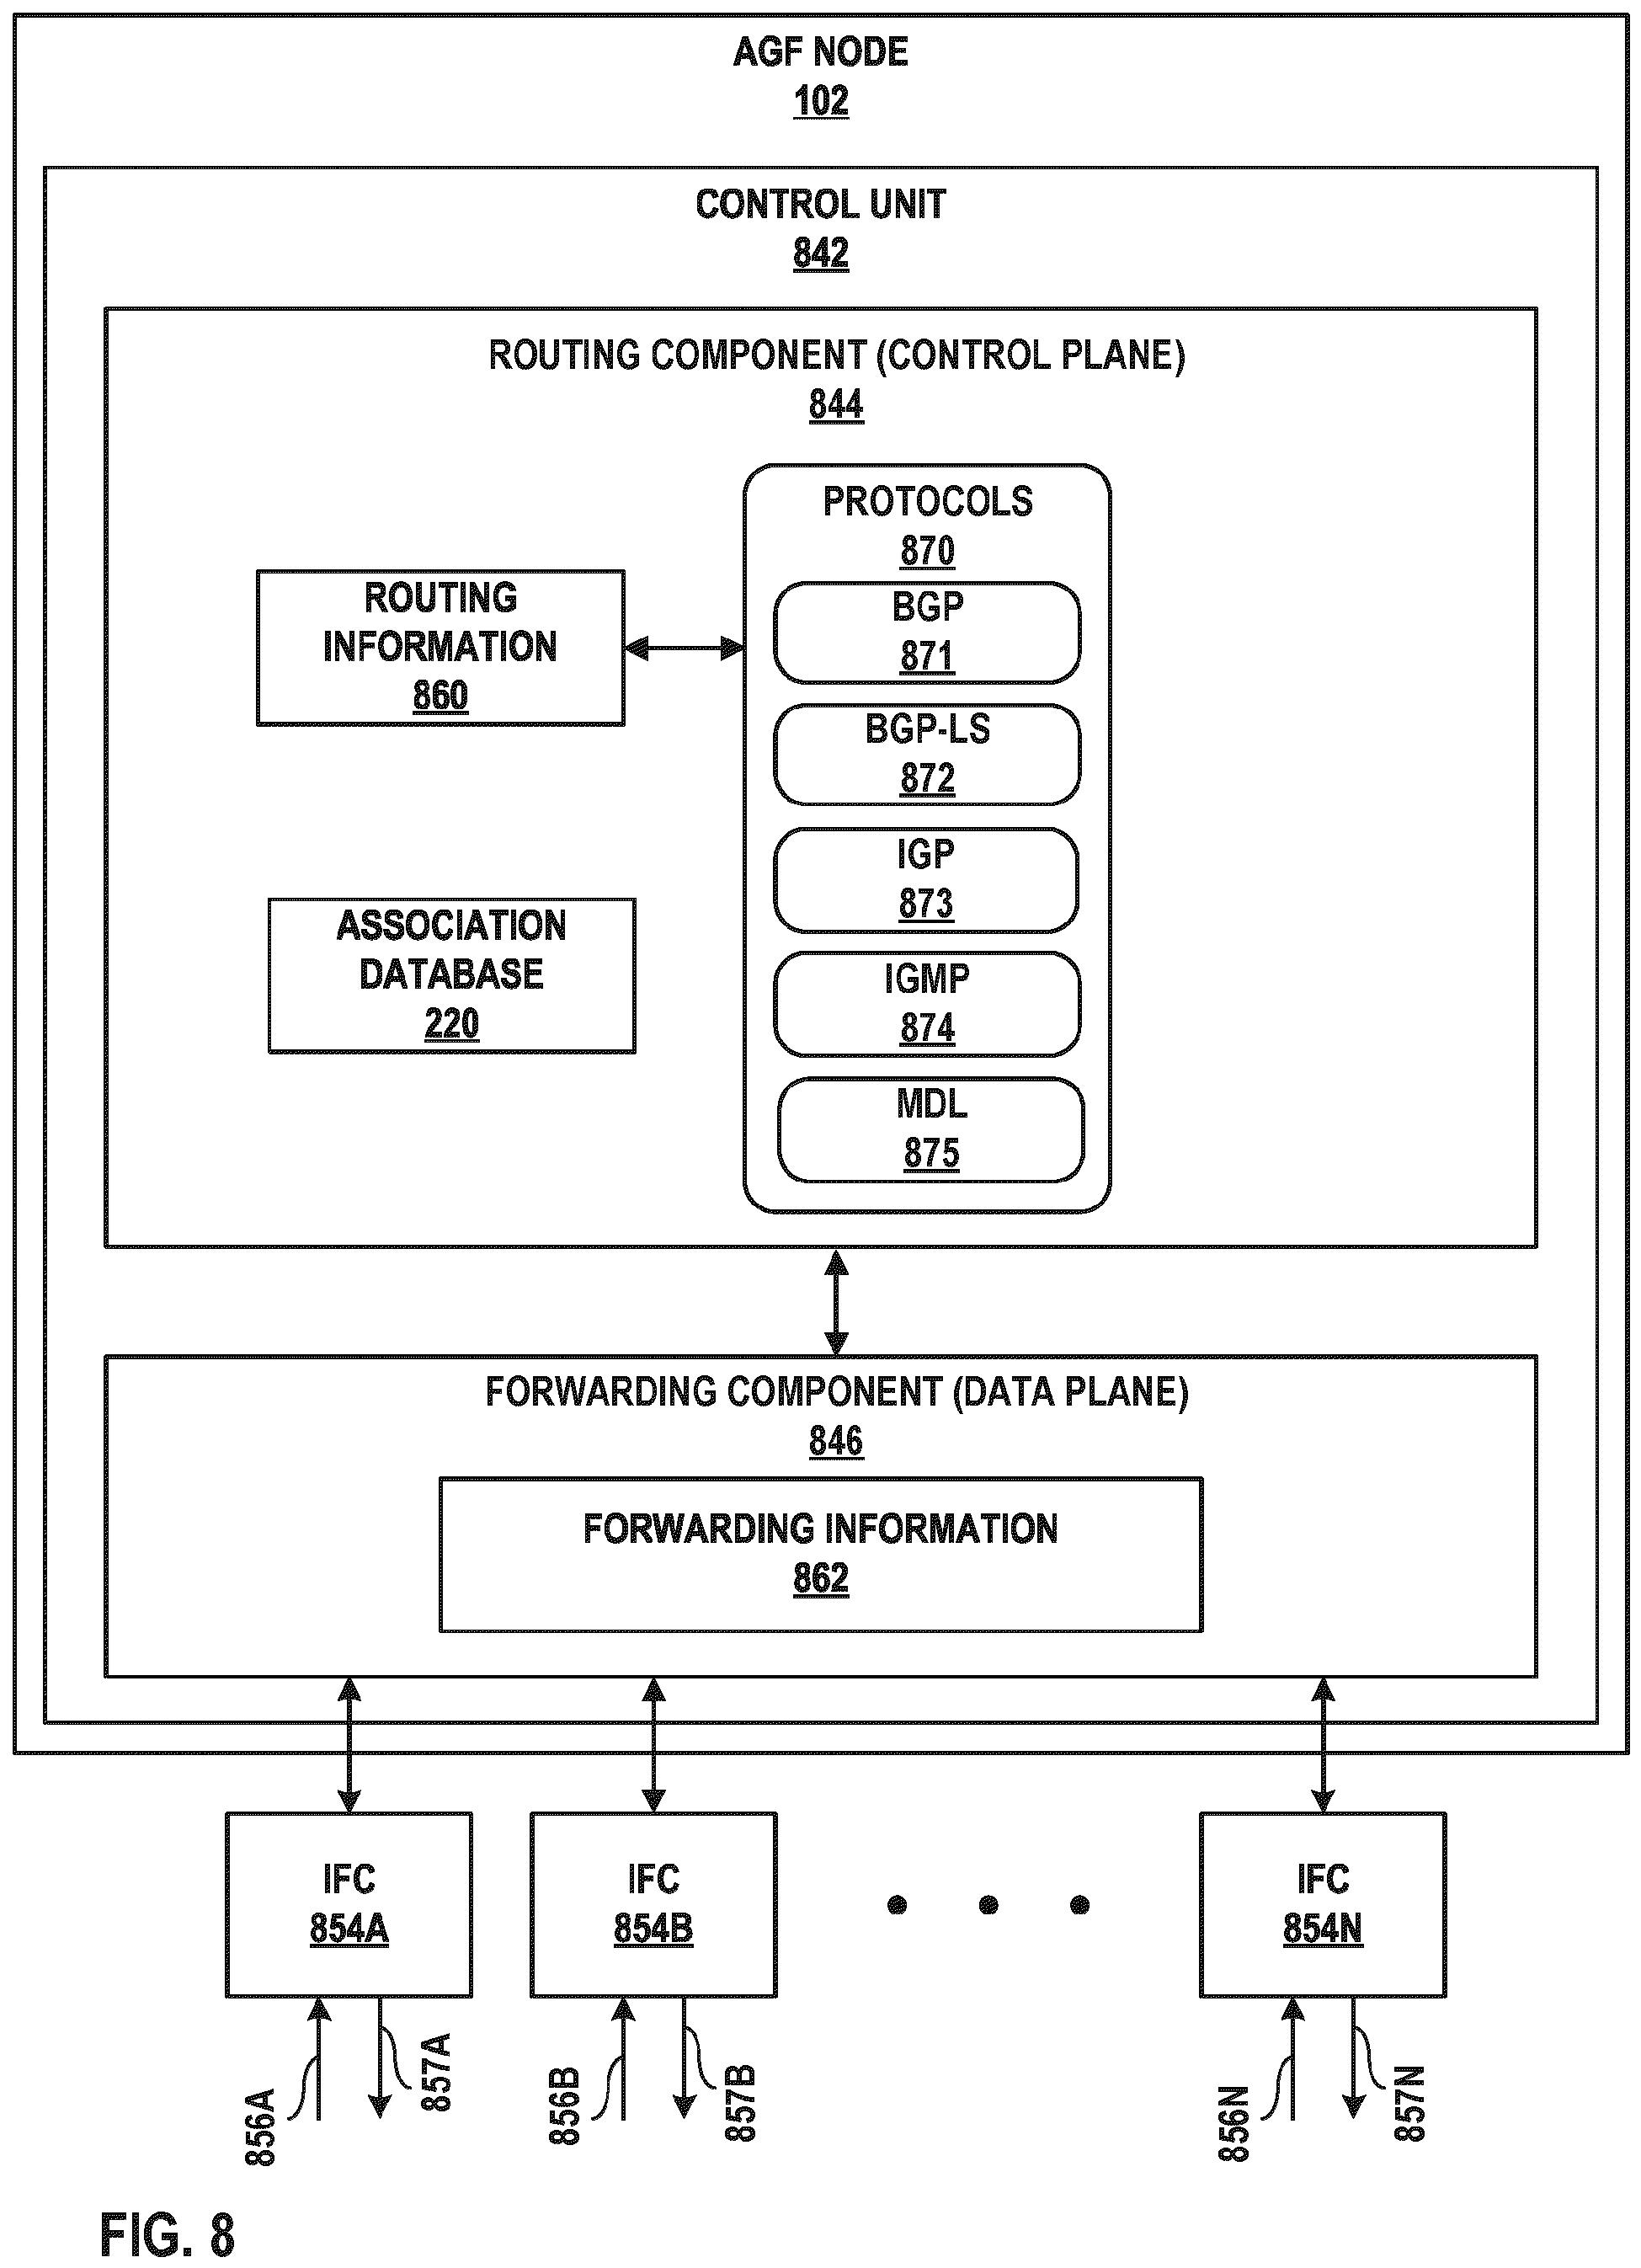 AGF NODE
102
CONTROL UNIT
842
ROUTING COMPONENT (CONTROL PLANE)
844
PROTOCOLS
870
ROUTING
INFORMATION
860
BGP
871
BGP-LS
872
IGP
873
ASSOCIATION
DATABASE
220
IGMP
874
MDL
875
FORWARDING COMPONENT (DATA PLANE)
846
FORWARDING INFORMATION
862
IFC
854A
IFC
854B
IFC
854N
856A
857A
856B
857B
856N
857N
FIG. 8